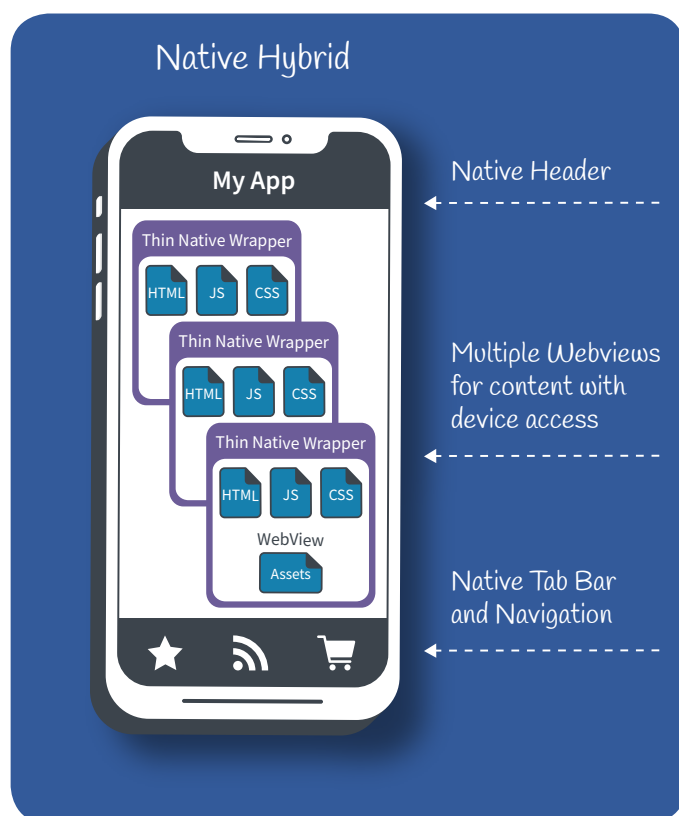 Native Hybrid
My App
Native Header
Thin Native Wrapper
HTML JS CSS
Thin Native Wrapper
HTML JS CSS
Multiple Webviews
for content with
device access
Thin Native Wrapper
HTML JS CSS
WebView
Assets
Native Tab Bar
and Navigation